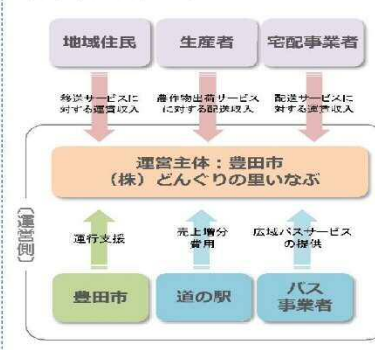 地域住民
生産者
宅配事業者
移送サービスに
対する運賃収入
農作物出荷サービス
に対する配送収入
配送サービスに
対する運賃収入
運営主体：豊田市
（株）どんぐりの里いなぶ
運行支援
売上増分
費用
広域バスサービス
の提供
豊田市
道の駅
バス
事業者